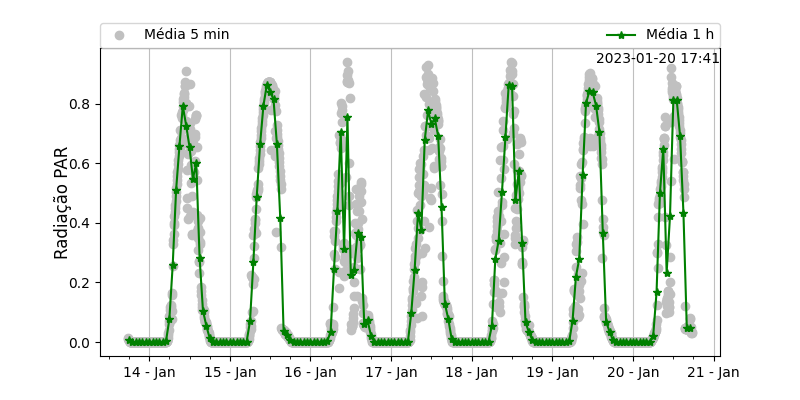 Média 5 min
Média 1 h
2023-01-20 17:41
Radiação PAR
0.8
0.6
0.4
0.2
0.0
14 - Jan
15 - Jan
16 - Jan
17 - Jan
18 - Jan
19 - Jan
20 - Jan
21 - Jan